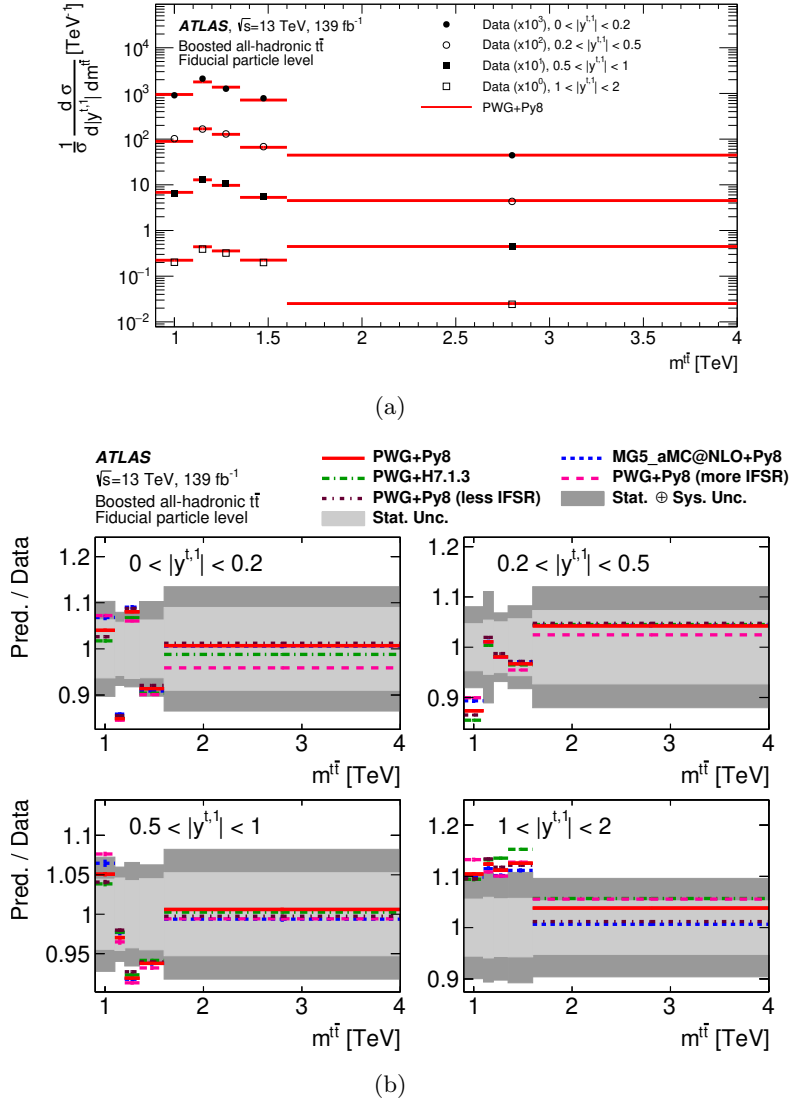 ATLAS, √s=13 TeV, 139 fb⁻¹
Boosted all-hadronic tt̄
Fiducial particle level
Data (x10³), 0 < |y^{t,1}| < 0.2
Data (x10²), 0.2 < |y^{t,1}| < 0.5
Data (x10¹), 0.5 < |y^{t,1}| < 1
Data (x10⁰), 1 < |y^{t,1}| < 2
PWG+Py8
1/σ d σ / d|y^{t,1}| dm^{tt̄} [TeV⁻¹]
10⁵
10⁴
10³
10²
10
1
10⁻¹
10⁻²
1 1.5 2 2.5 3 3.5 4
m^{tt̄} [TeV]
(a)
ATLAS
√s=13 TeV, 139 fb⁻¹
Boosted all-hadronic tt̄
Fiducial particle level
PWG+Py8
MG5_aMC@NLO+Py8
PWG+H7.1.3
PWG+Py8 (more IFSR)
PWG+Py8 (less IFSR)
Stat. ⊕ Sys. Unc.
Stat. Unc.
0 < |y^{t,1}| < 0.2
Pred. / Data
1.2
1.1
1
0.9
1 2 3 4
m^{tt̄} [TeV]
0.2 < |y^{t,1}| < 0.5
1.2
1.1
1
0.9
1 2 3 4
m^{tt̄} [TeV]
0.5 < |y^{t,1}| < 1
Pred. / Data
1.1
1.05
1
0.95
1 2 3 4
m^{tt̄} [TeV]
1 < |y^{t,1}| < 2
1.2
1.1
1
0.9
1 2 3 4
m^{tt̄} [TeV]
(b)